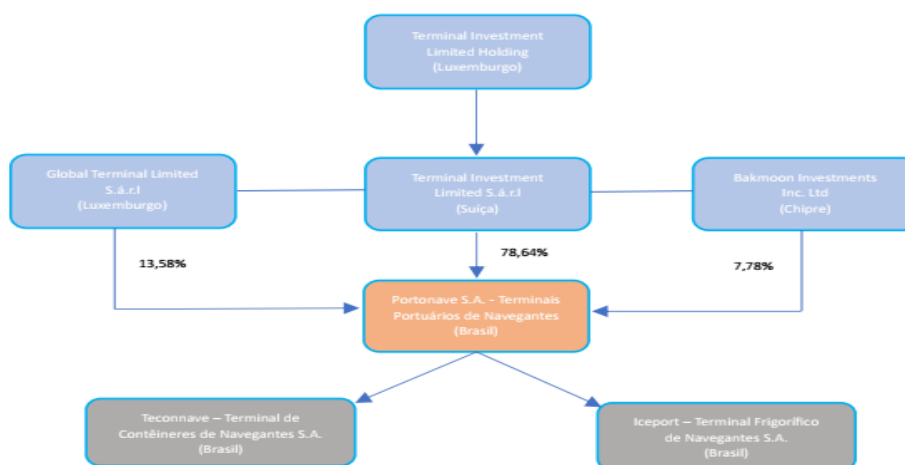 Terminal Investment
Limited Holding
(Luxemburgo)
Global Terminal Limited
S.á.r.l
(Luxemburgo)
Terminal Investment
Limited S.á.r.l
(Suíça)
Bakmoon Investments
Inc. Ltd
(Chipre)
13,58%
78,64%
7,78%
Portonave S.A. - Terminais
Portuários de Navegantes
(Brasil)
Teconnave – Terminal de
Contêineres de Navegantes S.A.
(Brasil)
Iceport – Terminal Frigorífico
de Navegantes S.A.
(Brasil)